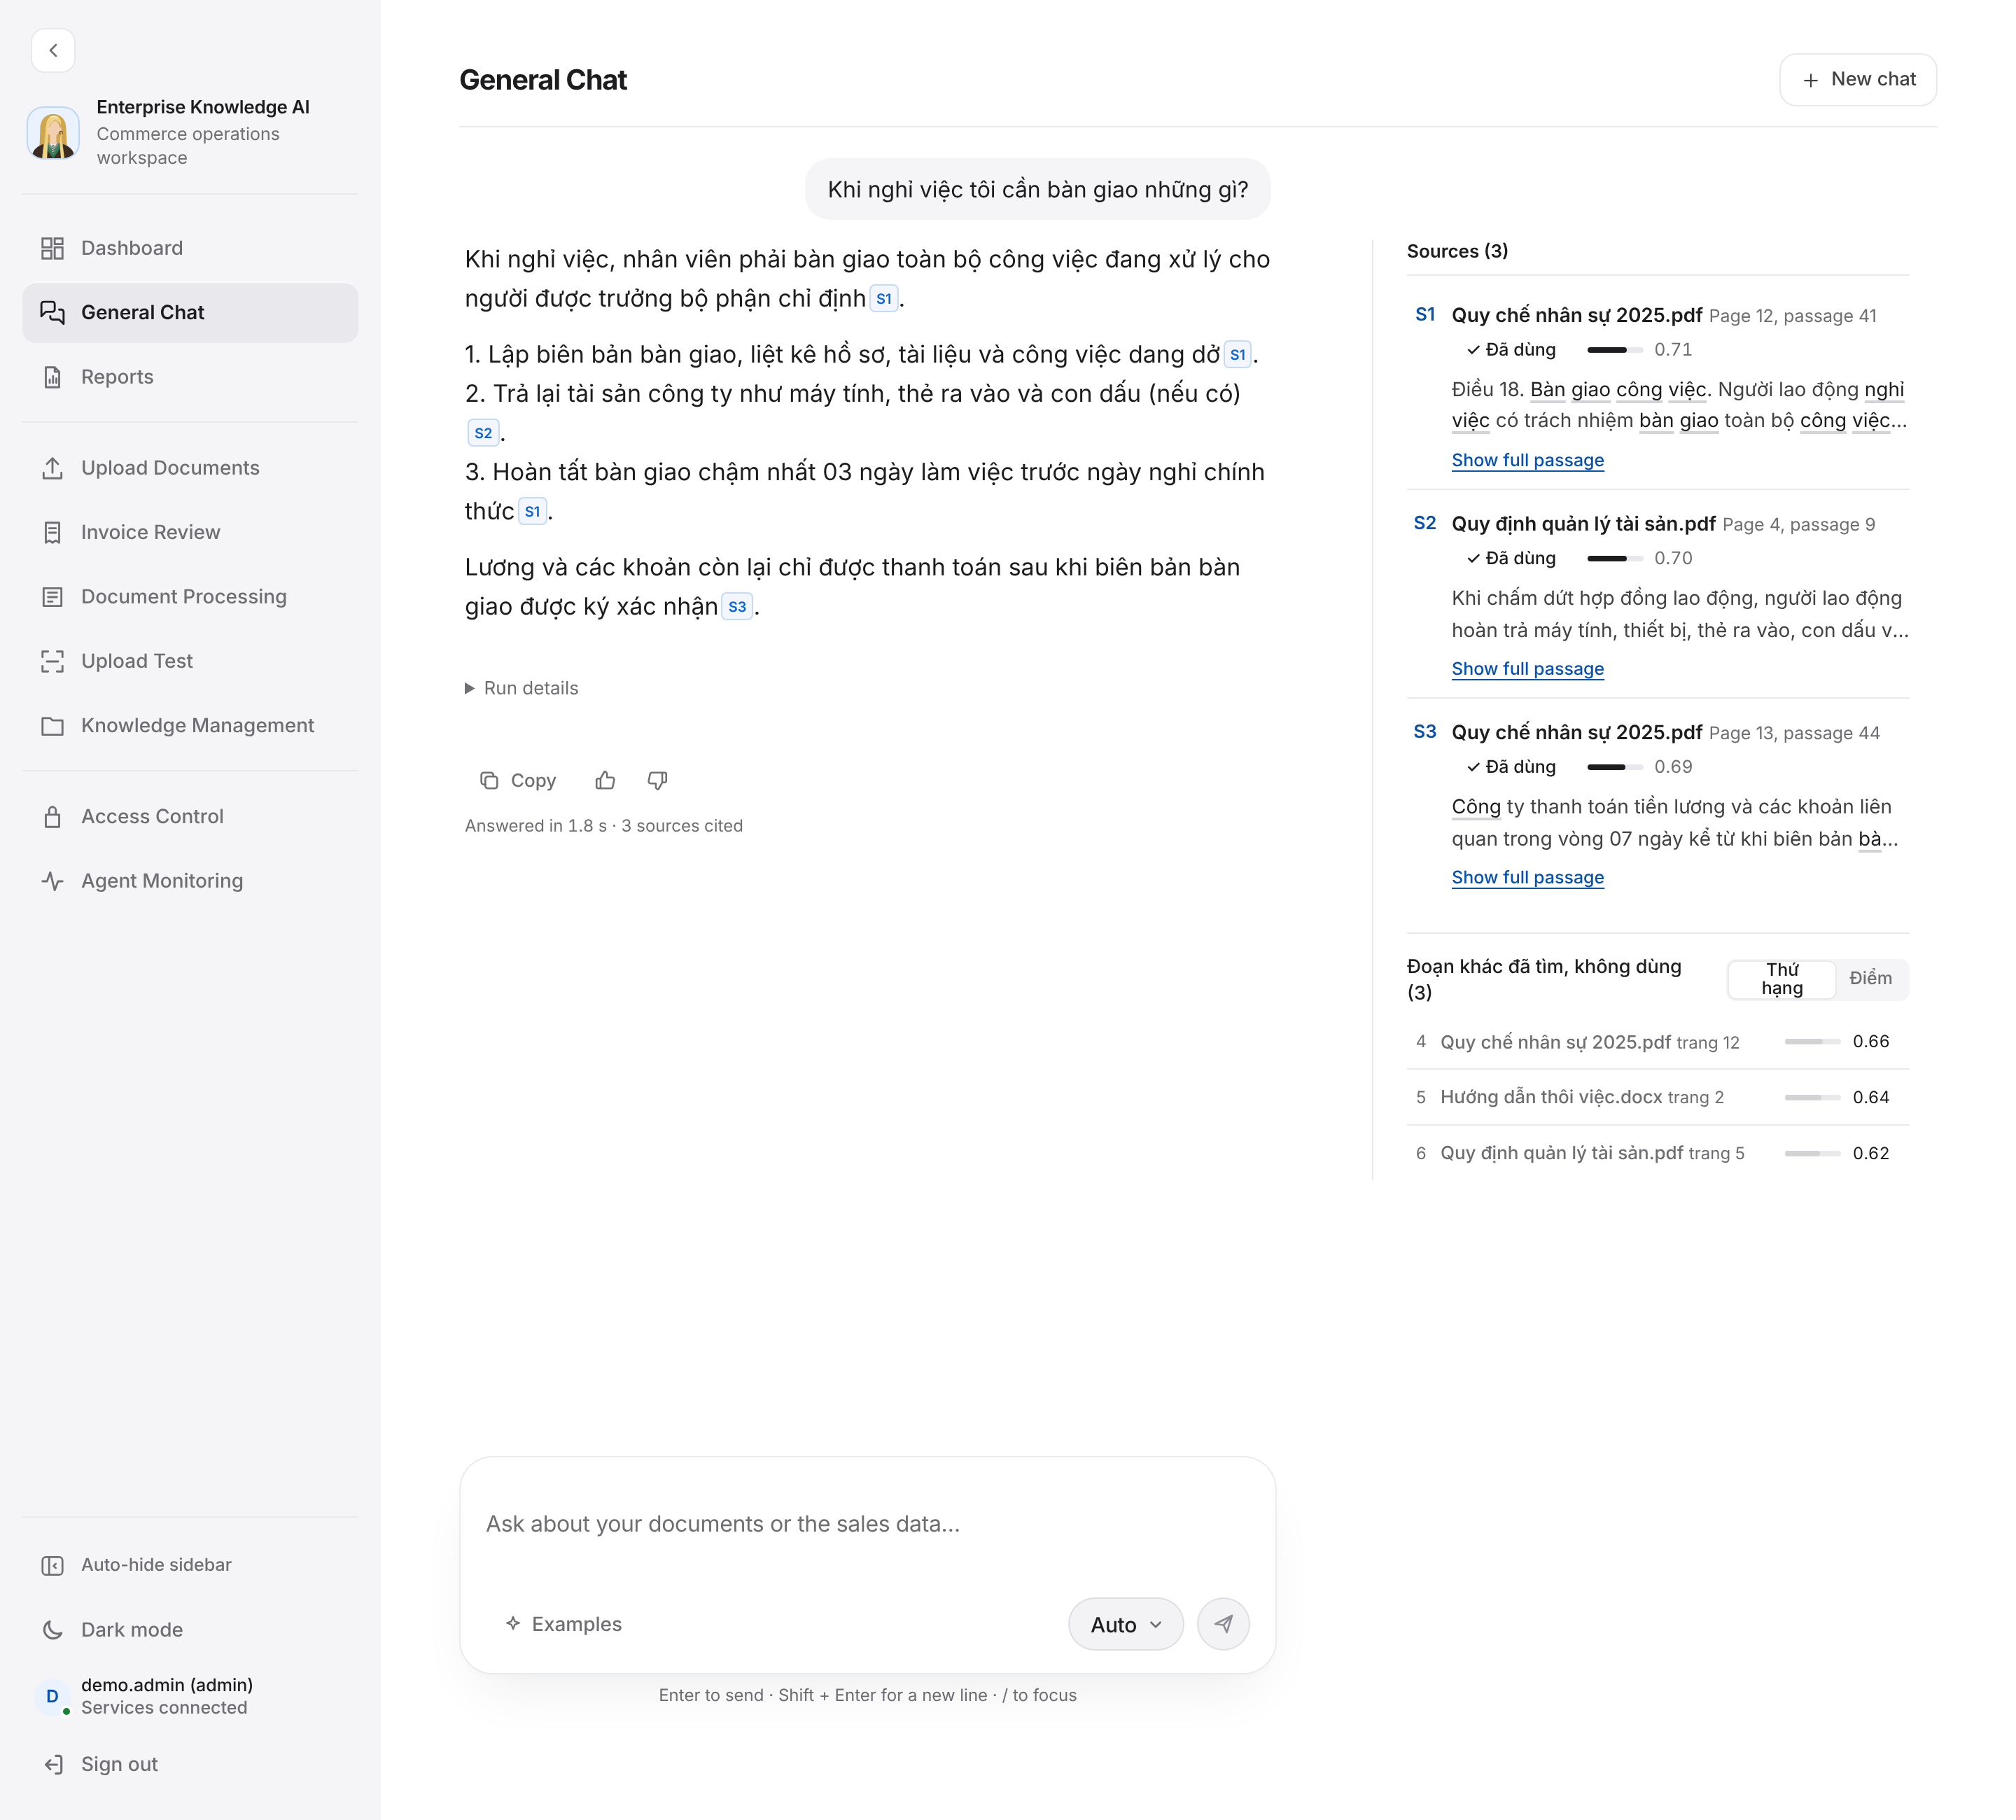 Enterprise Knowledge AI
Commerce operations
workspace
Dashboard
General Chat
Reports
Upload Documents
Invoice Review
Document Processing
Upload Test
Knowledge Management
Access Control
Agent Monitoring
Auto-hide sidebar
Dark mode
D
demo.admin (admin)
Services connected
Sign out
General Chat
New chat
Khi nghỉ việc tôi cần bàn giao những gì?
Khi nghỉ việc, nhân viên phải bàn giao toàn bộ công việc đang xử lý cho
người được trưởng bộ phận chỉ định S1.
1. Lập biên bản bàn giao, liệt kê hồ sơ, tài liệu và công việc dang dở S1.
2. Trả lại tài sản công ty như máy tính, thẻ ra vào và con dấu (nếu có)
S2.
3. Hoàn tất bàn giao chậm nhất 03 ngày làm việc trước ngày nghỉ chính
thức S1.
Lương và các khoản còn lại chỉ được thanh toán sau khi biên bản bàn
giao được ký xác nhận S3.
Run details
Copy
Answered in 1.8 s · 3 sources cited
Sources (3)
S1 Quy chế nhân sự 2025.pdf Page 12, passage 41
Đã dùng 0.71
Điều 18. Bàn giao công việc. Người lao động nghỉ
việc có trách nhiệm bàn giao toàn bộ công việc...
Show full passage
S2 Quy định quản lý tài sản.pdf Page 4, passage 9
Đã dùng 0.70
Khi chấm dứt hợp đồng lao động, người lao động
hoàn trả máy tính, thiết bị, thẻ ra vào, con dấu v...
Show full passage
S3 Quy chế nhân sự 2025.pdf Page 13, passage 44
Đã dùng 0.69
Công ty thanh toán tiền lương và các khoản liên
quan trong vòng 07 ngày kể từ khi biên bản bà...
Show full passage
Đoạn khác đã tìm, không dùng
(3)
Thứ
hạng
Điểm
4 Quy chế nhân sự 2025.pdf trang 12 0.66
5 Hướng dẫn thôi việc.docx trang 2 0.64
6 Quy định quản lý tài sản.pdf trang 5 0.62
Ask about your documents or the sales data...
Examples
Auto
Enter to send · Shift + Enter for a new line · / to focus